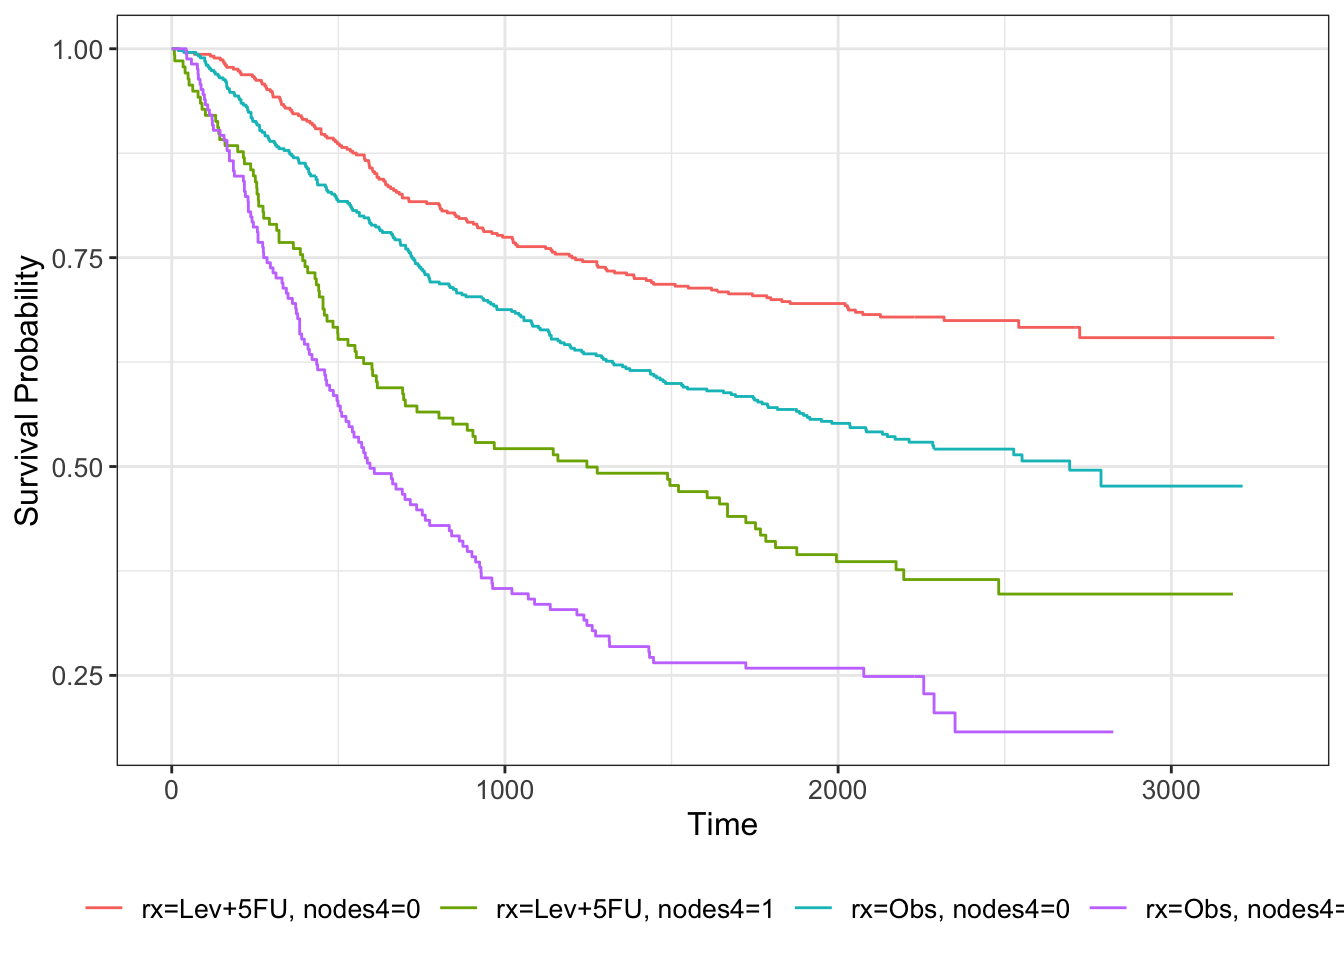 1.00
0.75
0.50
0.25
Survival Probability
0 1000 2000 3000
Time
rx=Lev+5FU, nodes4=0 rx=Lev+5FU, nodes4=1 rx=Obs, nodes4=0 rx=Obs, nodes4=